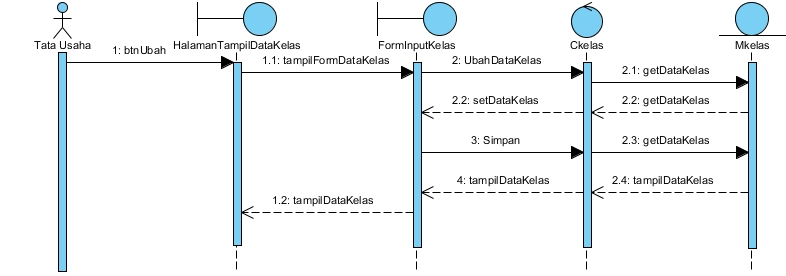 Tata Usaha
HalamanTampilDataKelas
FormInputKelas
Ckelas
Mkelas
1: btnUbah
1.1: tampilFormDataKelas
2: UbahDataKelas
2.1: getDataKelas
2.2: setDataKelas
2.2: getDataKelas
3: Simpan
2.3: getDataKelas
4: tampilDataKelas
2.4: tampilDataKelas
1.2: tampilDataKelas